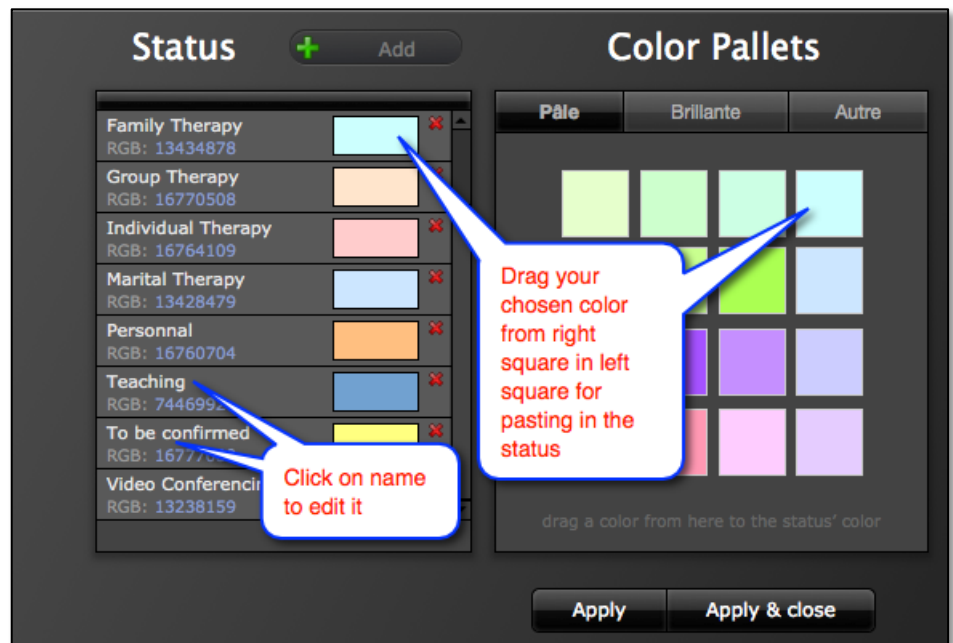 Status
Add
Color Pallets
Family Therapy
RGB: 13434878
Group Therapy
RGB: 16770508
Individual Therapy
RGB: 16764109
Marital Therapy
RGB: 13428479
Personnal
RGB: 16760704
Teaching
RGB: 7446992
To be confirmed
RGB:
Video
RGB: 13238159
Pâle
Brillante
Autre
Drag your
chosen color
from right
square in left
square for
pasting in the
status
Click on name
to edit it
drag a color from here to the status' color
Apply
Apply & close